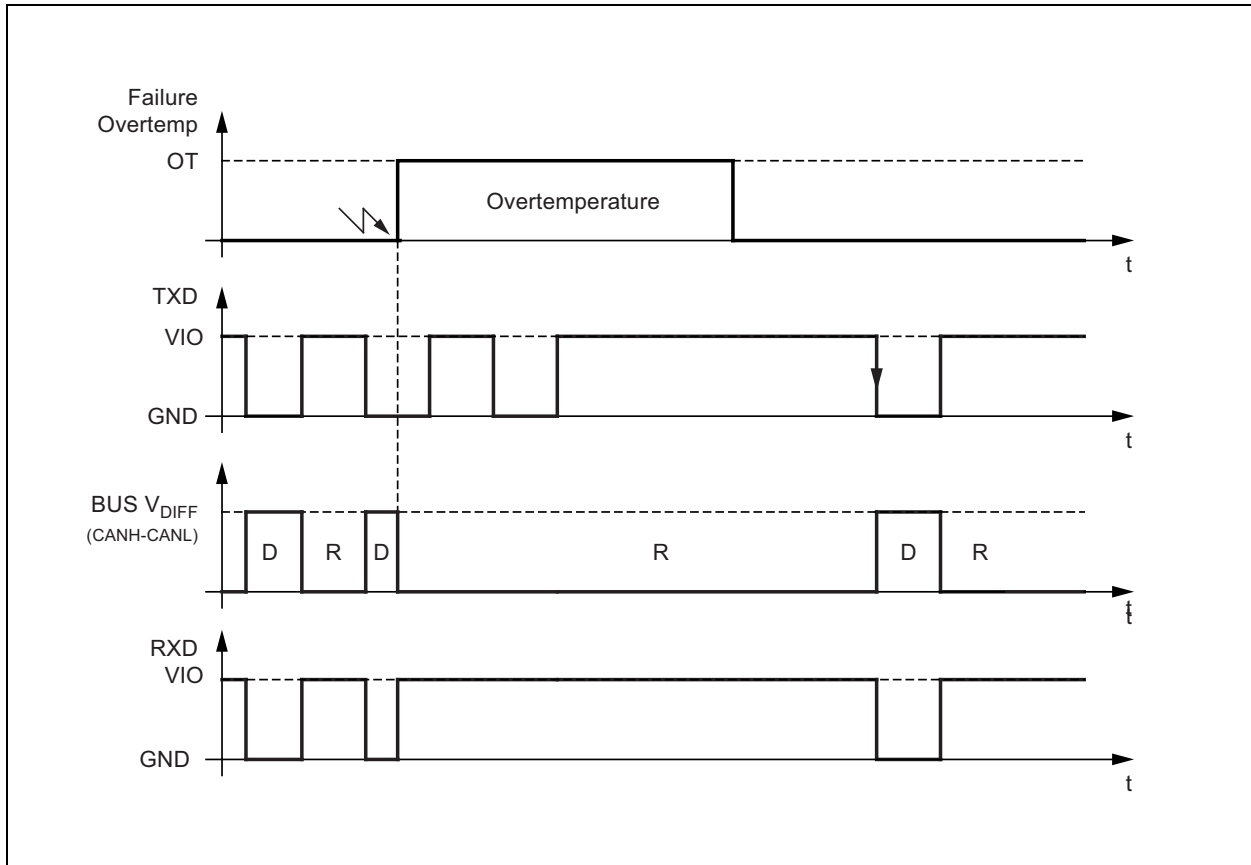 Failure
Overtemp
OT
Overtemperature
t
TXD
VIO
GND
t
BUS VDIFF
(CANH-CANL)
D R D R D R
t
t
RXD
VIO
GND
t